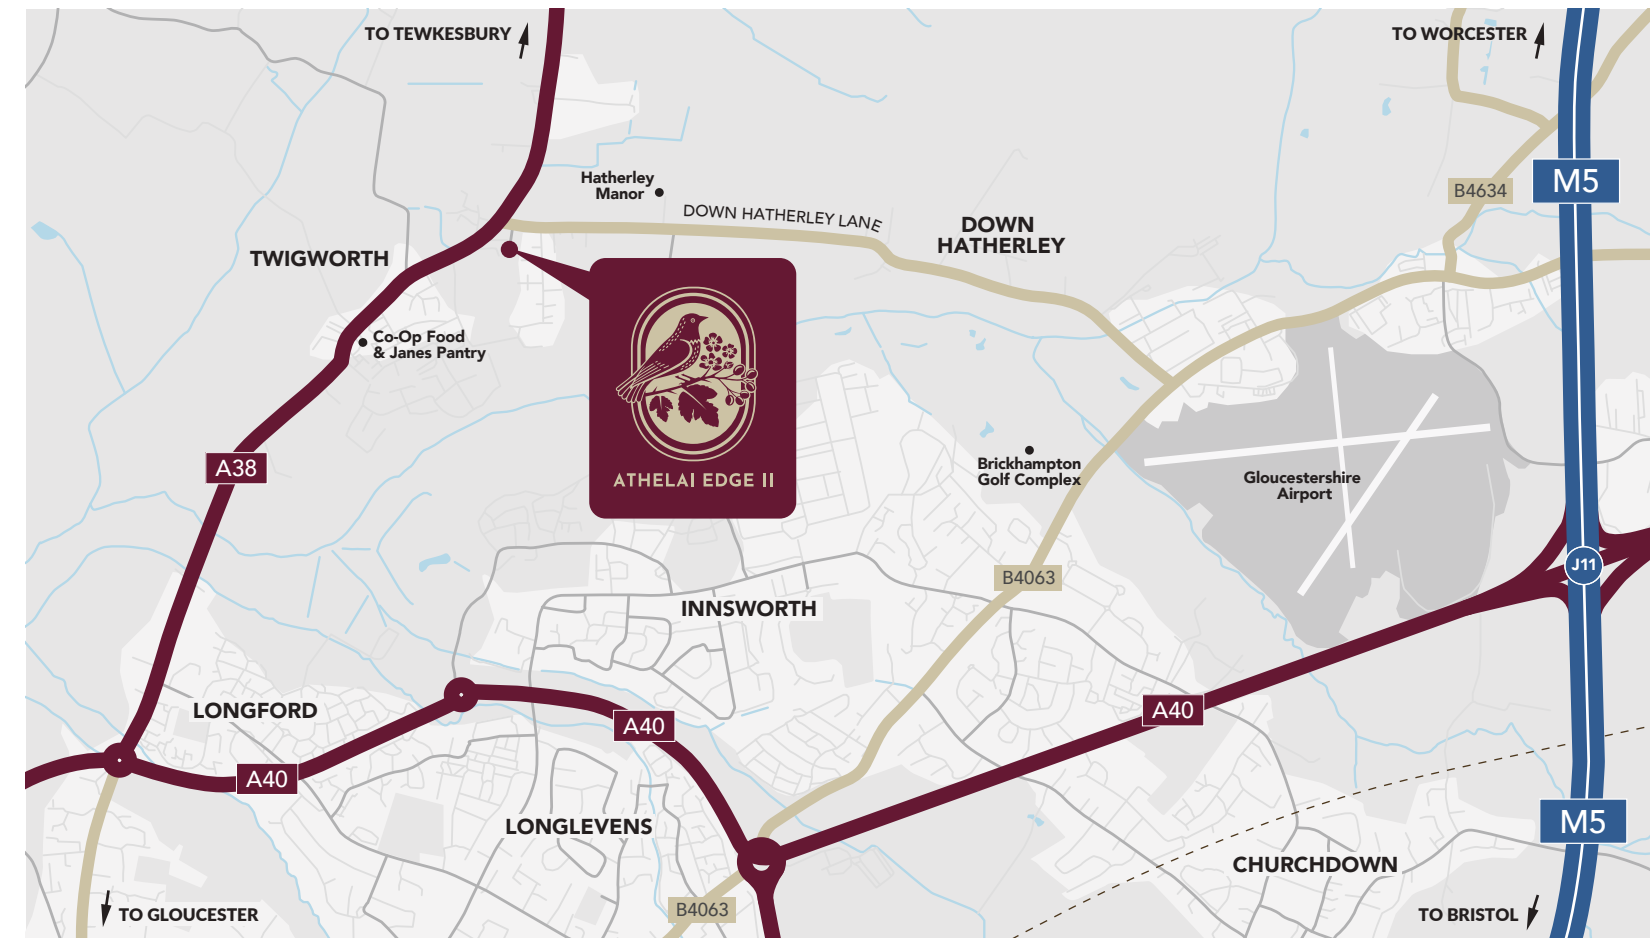 TO TEWKESBURY
TO WORCESTER
Hatherley
Manor
M5
B4634
DOWN HATHERLEY LANE
DOWN
HATHERLEY
TWIGWORTH
Co-Op Food
& Janes Pantry
ATHELAI EDGE II
A38
Brickhampton
Golf Complex
Gloucestershire
Airport
J11
B4063
INNSWORTH
LONGFORD
A40
A40
A40
M5
LONGLEVENS
CHURCHDOWN
B4063
TO GLOUCESTER
TO BRISTOL